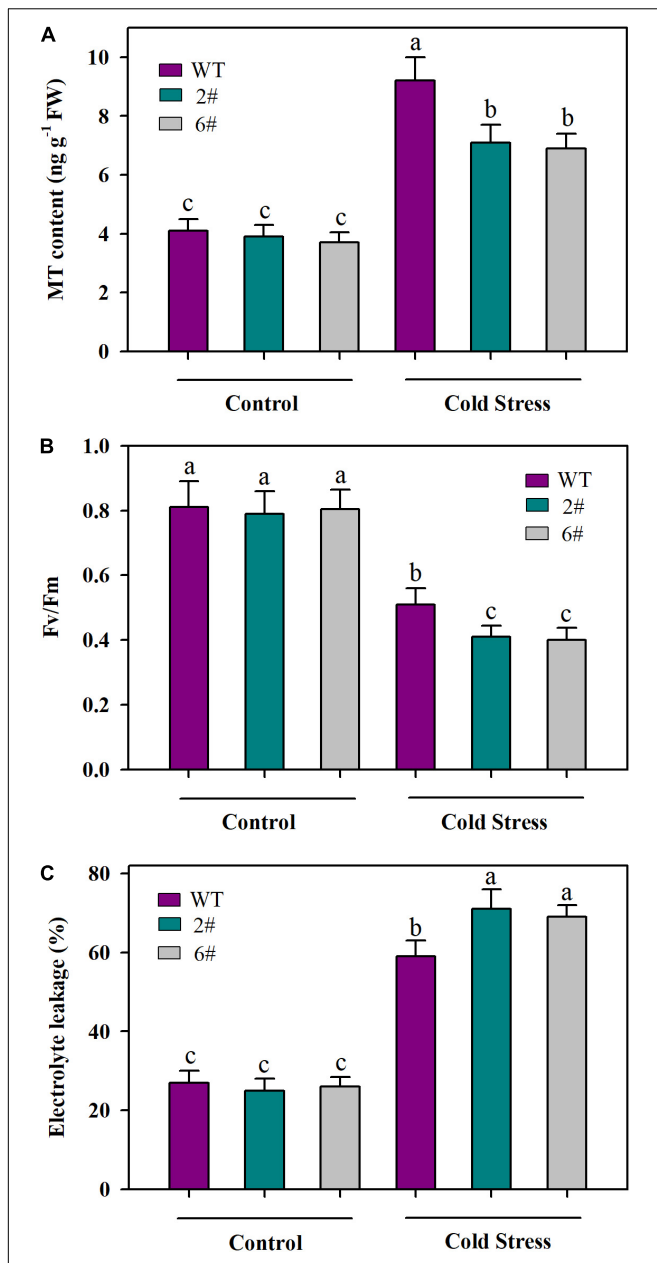 A
MT content (ng g⁻¹ FW)
10
8
6
4
2
0
WT
2#
6#
c
c
c
a
b
b
Control
Cold Stress
B
Fv/Fm
1.0
0.8
0.6
0.4
0.2
0.0
WT
2#
6#
a
a
a
b
c
c
Control
Cold Stress
C
Electrolyte leakage (%)
80
60
40
20
0
WT
2#
6#
c
c
c
b
a
a
Control
Cold Stress